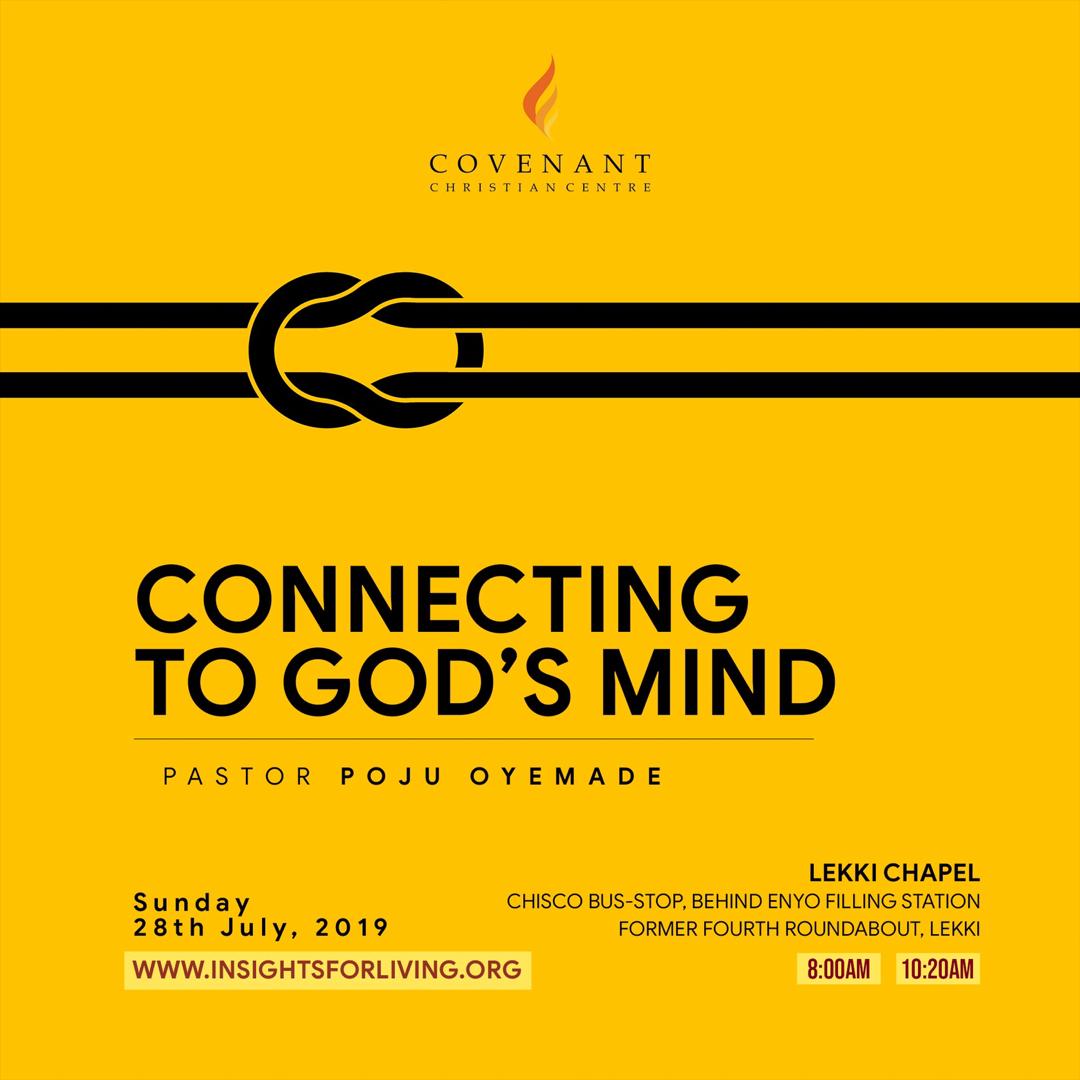 COVENANT
CHRISTIAN CENTRE
CONNECTING
TO GOD'S MIND
PASTOR POJU OYEMADE
Sunday
28th July, 2019
WWW.INSIGHTSFORLIVING.ORG
LEKKI CHAPEL
CHISCO BUS-STOP, BEHIND ENYO FILLING STATION
FORMER FOURTH ROUNDABOUT, LEKKI
8:00AM 10:20AM